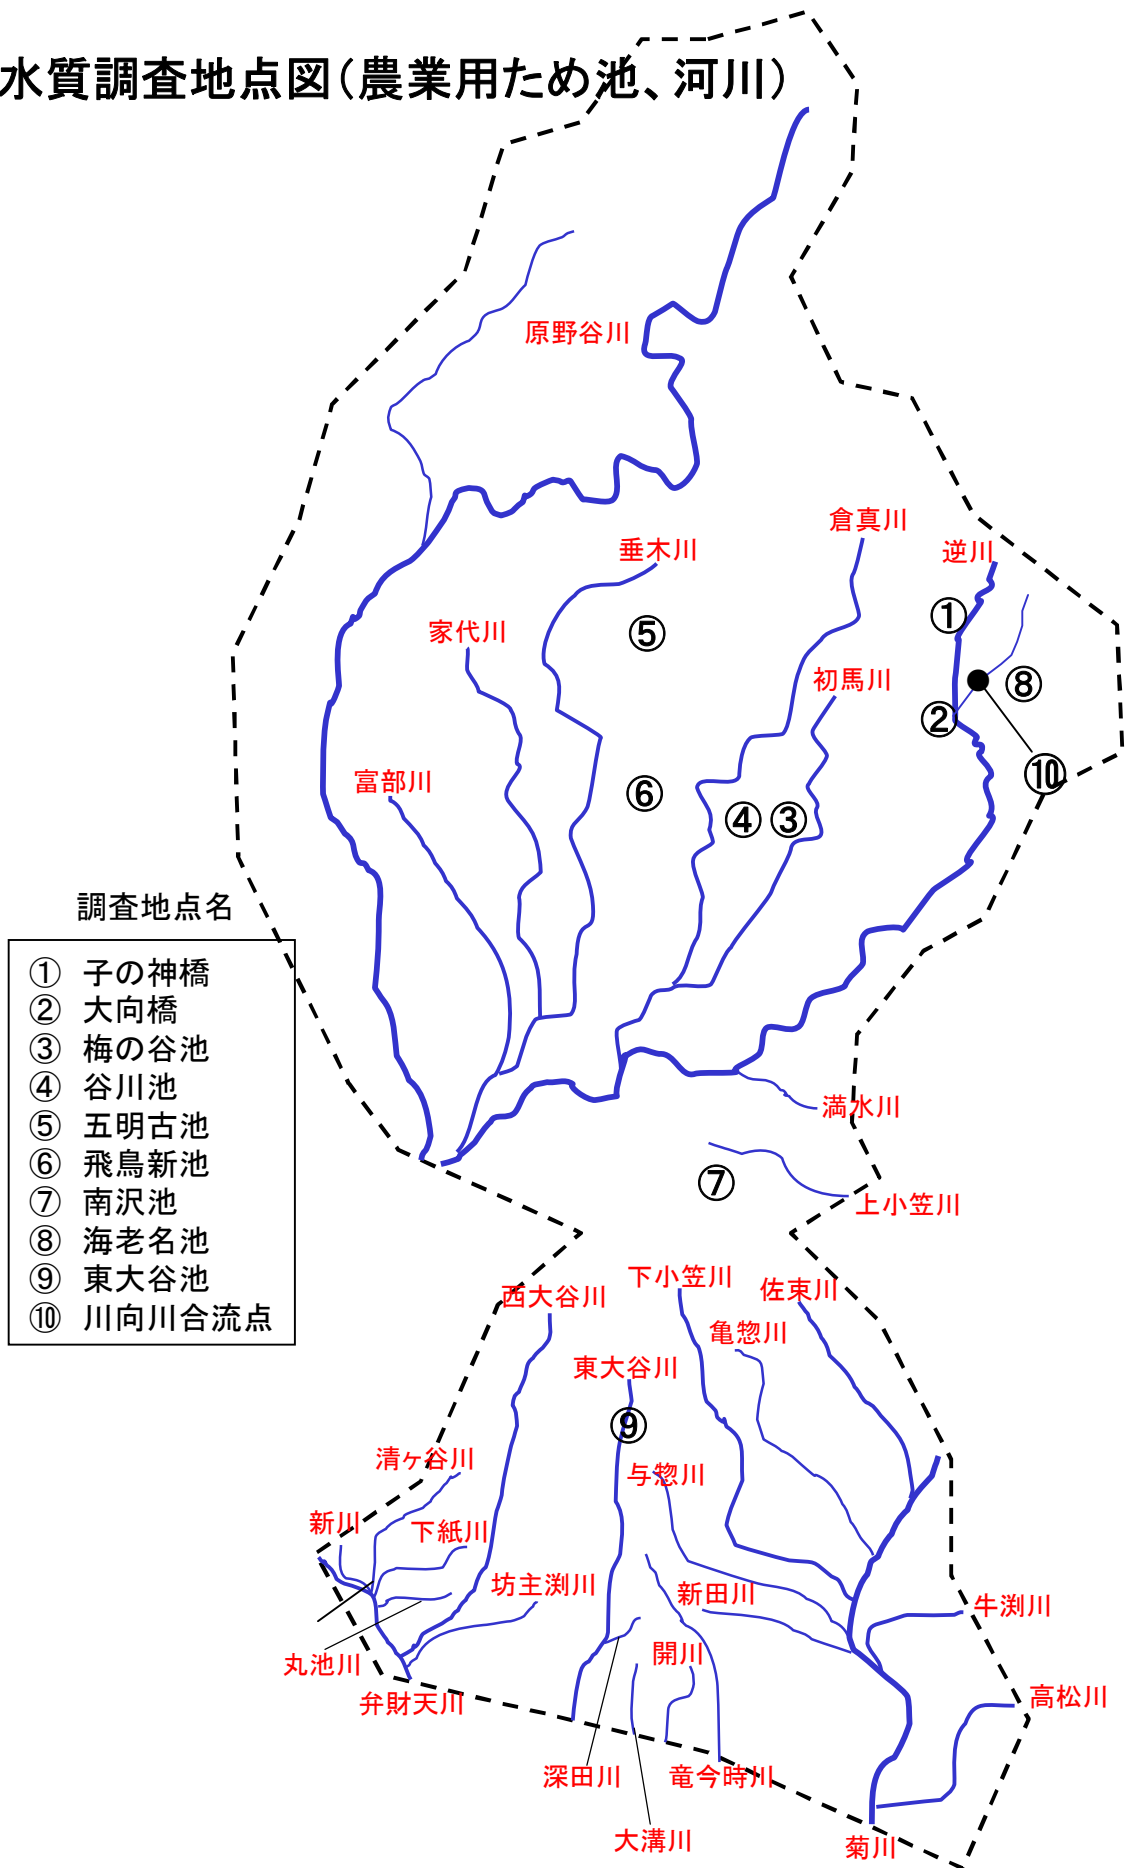 水質調査地点図(農業用ため池、河川)
原野谷川
倉真川
垂木川
逆川
①
家代川
⑤
初馬川
⑧
②
富部川
⑩
⑥
④
③
調査地点名
① 子の神橋
② 大向橋
③ 梅の谷池
④ 谷川池
⑤ 五明古池
⑥ 飛鳥新池
⑦ 南沢池
⑧ 海老名池
⑨ 東大谷池
⑩ 川向川合流点
満水川
⑦
上小笠川
下小笠川
佐束川
西大谷川
亀惣川
東大谷川
⑨
清ヶ谷川
与惣川
新川
下紙川
坊主渕川
新田川
牛渕川
開川
丸池川
弁財天川
高松川
深田川
竜今時川
大溝川
菊川